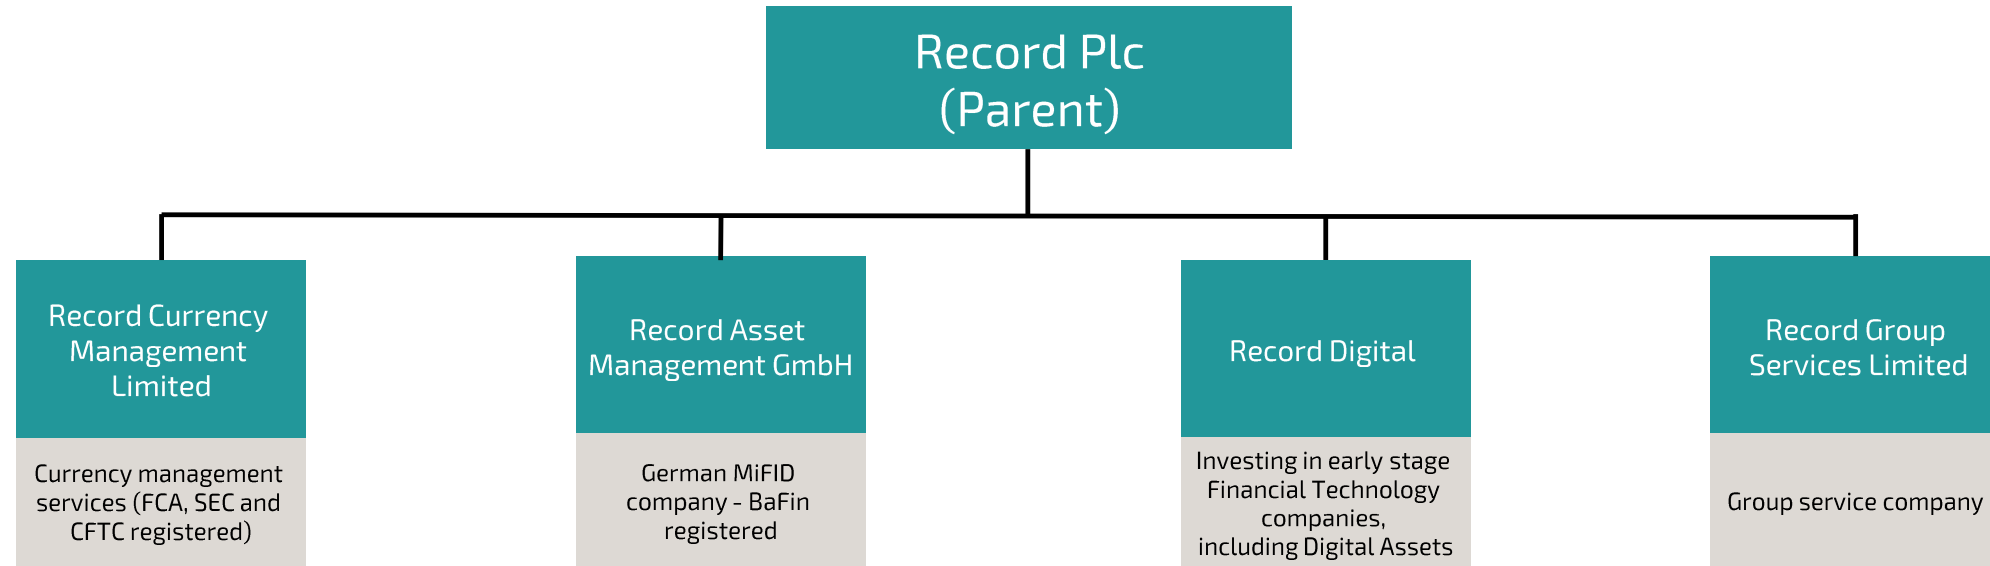 Record Plc
(Parent)
Record Currency
Management
Limited
Currency management
services (FCA, SEC and
CFTC registered)
Record Asset
Management GmbH
German MiFID
company - BaFin
registered
Record Digital
Investing in early stage
Financial Technology
companies,
including Digital Assets
Record Group
Services Limited
Group service company